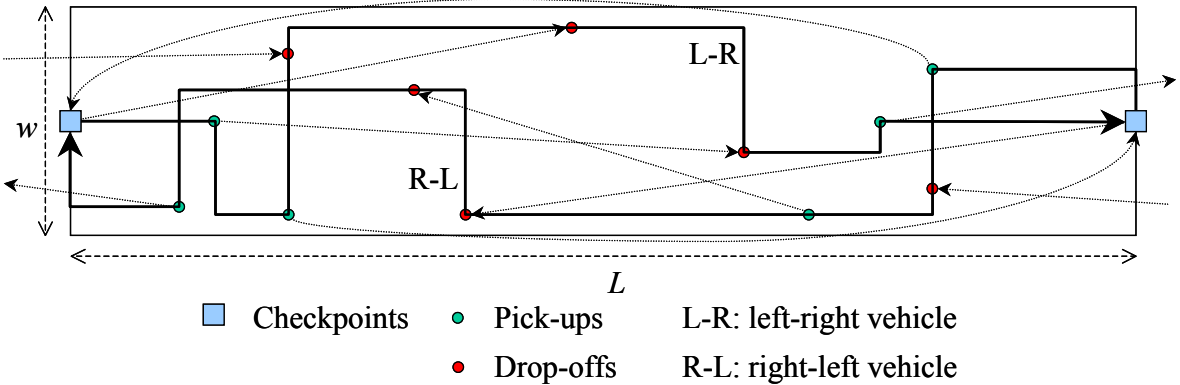 L-R
w
R-L
L
Checkpoints Pick-ups L-R: left-right vehicle
Drop-offs R-L: right-left vehicle